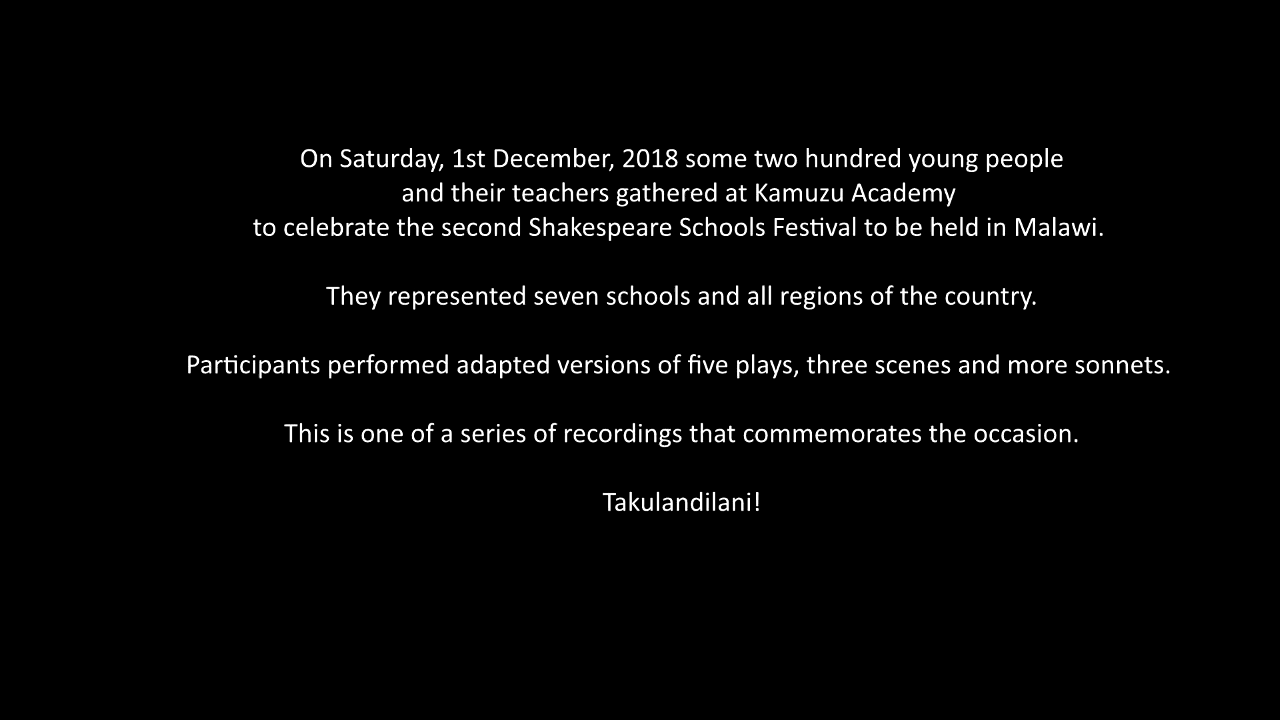 On Saturday, 1st December, 2018 some two hundred young people
and their teachers gathered at Kamuzu Academy
to celebrate the second Shakespeare Schools Festival to be held in Malawi.
They represented seven schools and all regions of the country.
Participants performed adapted versions of five plays, three scenes and more sonnets.
This is one of a series of recordings that commemorates the occasion.
Takulandilani!